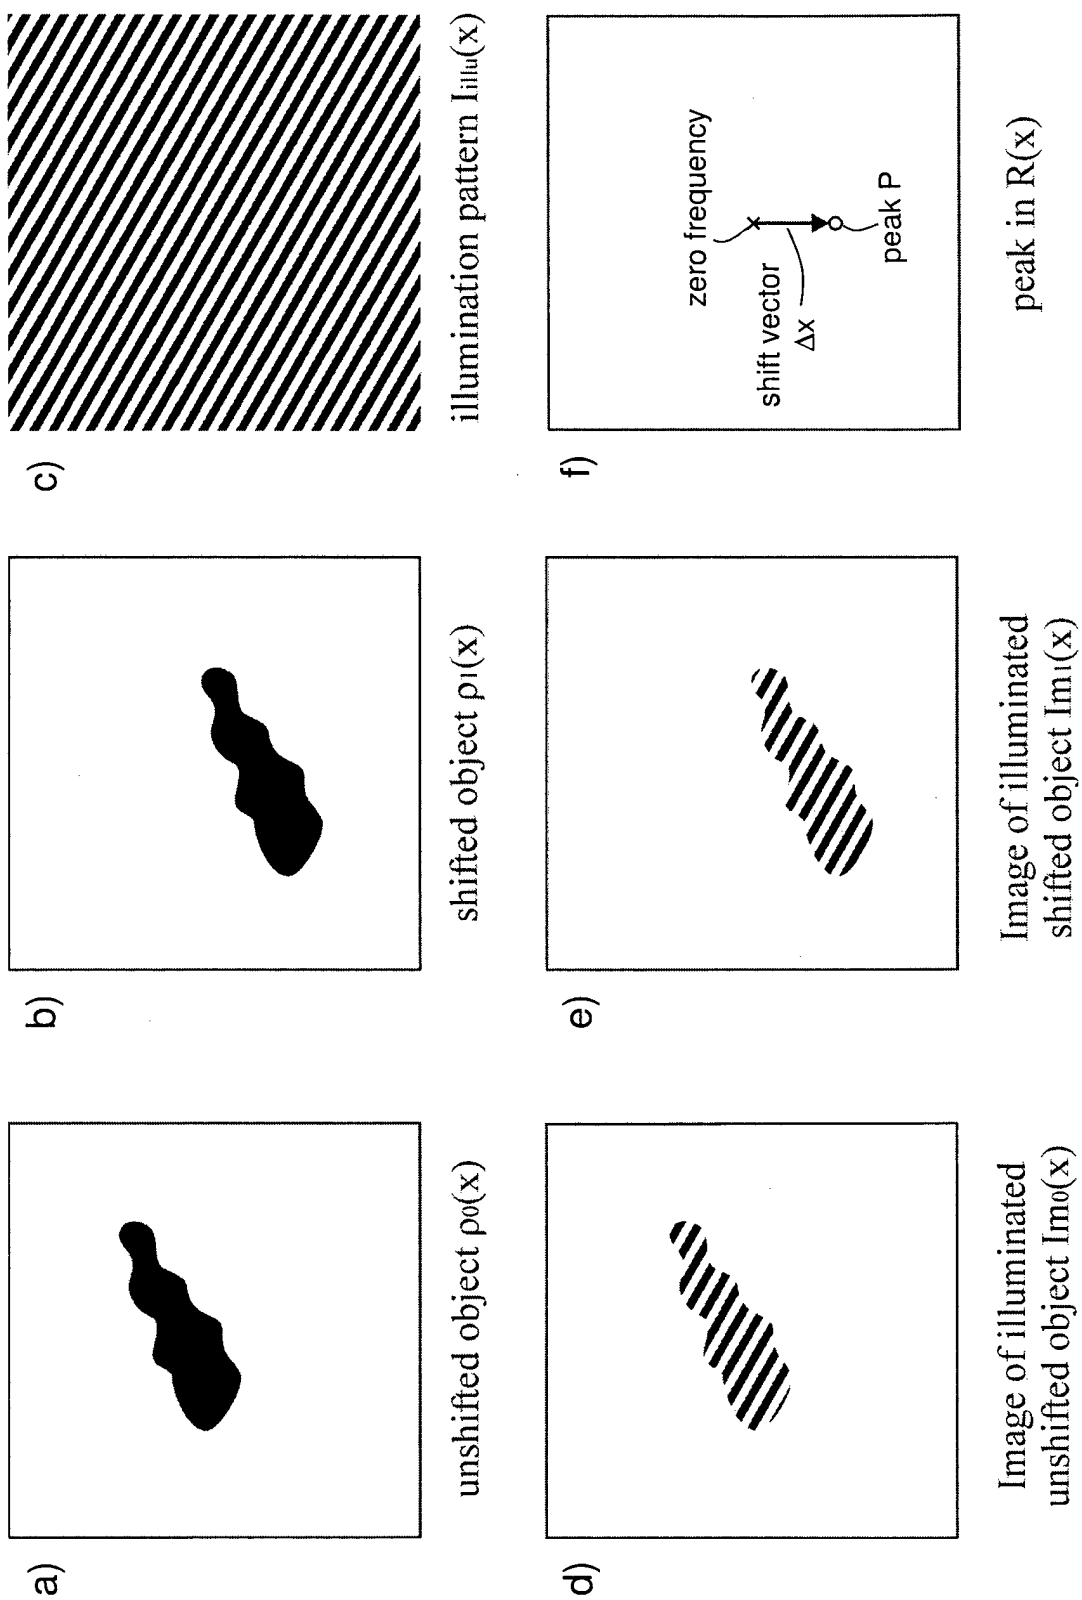 a)
unshifted object ρ0(x)
b)
shifted object ρ1(x)
c)
illumination pattern Iillu(x)
d)
Image of illuminated
unshifted object Im0(x)
e)
Image of illuminated
shifted object Im1(x)
f)
zero frequency
shift vector
Δx
peak P
peak in R(x)